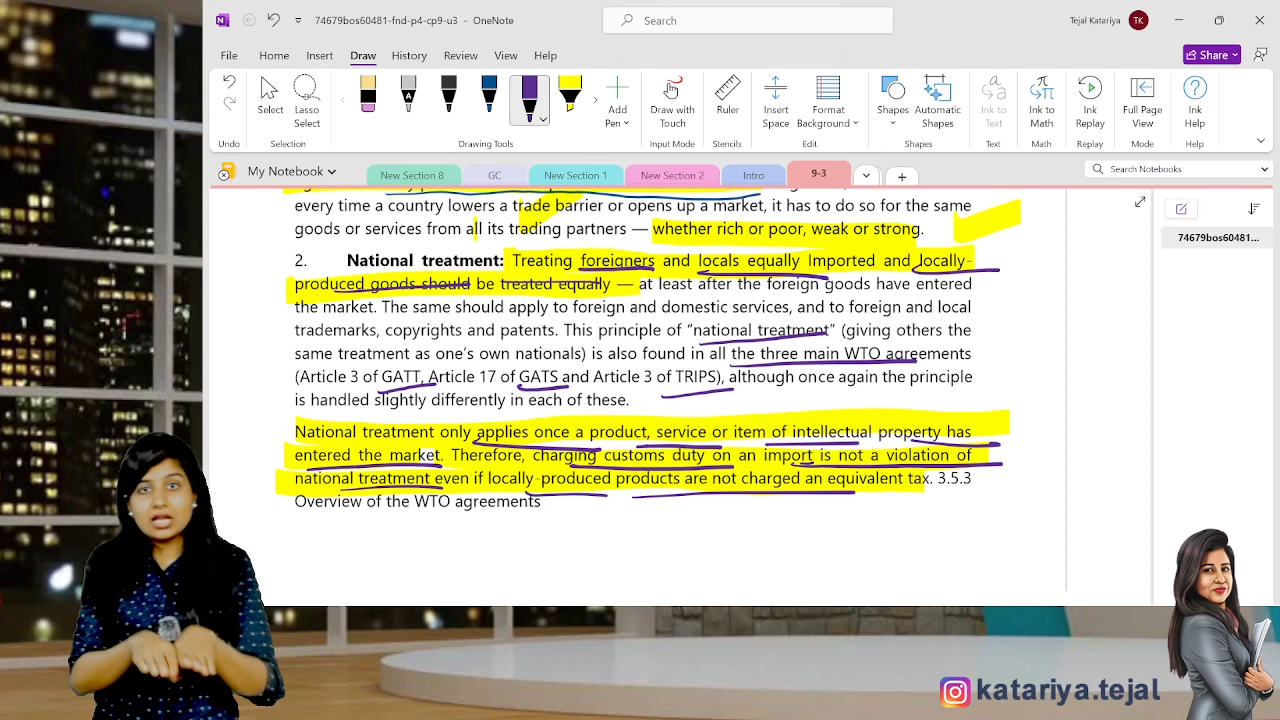 74679bos60481-fnd-p4-cp9-u3 - OneNote
Search
Tejal Katariya
TK
File Home Insert Draw History Review View Help
Share
Select
Lasso Select
Add Pen
Draw with Touch
Ruler
Insert Space
Format Background
Shapes
Automatic Shapes
Ink to Text
Ink to Math
Ink Replay
Full Page View
Ink Help
Undo Selection Drawing Tools Input Mode Stencils Edit Shapes Text Math Replay Mode Help
My Notebook
New Section 8 GC New Section 1 New Section 2 Intro 9-3
Search Notebooks
74679bos60481...
every time a country lowers a trade barrier or opens up a market, it has to do so for the same
goods or services from all its trading partners — whether rich or poor, weak or strong.
2. National treatment: Treating foreigners and locals equally Imported and locally-
produced goods should be treated equally — at least after the foreign goods have entered
the market. The same should apply to foreign and domestic services, and to foreign and local
trademarks, copyrights and patents. This principle of “national treatment” (giving others the
same treatment as one’s own nationals) is also found in all the three main WTO agreements
(Article 3 of GATT, Article 17 of GATS and Article 3 of TRIPS), although once again the principle
is handled slightly differently in each of these.
National treatment only applies once a product, service or item of intellectual property has
entered the market. Therefore, charging customs duty on an import is not a violation of
national treatment even if locally-produced products are not charged an equivalent tax. 3.5.3
Overview of the WTO agreements
katariya.tejal